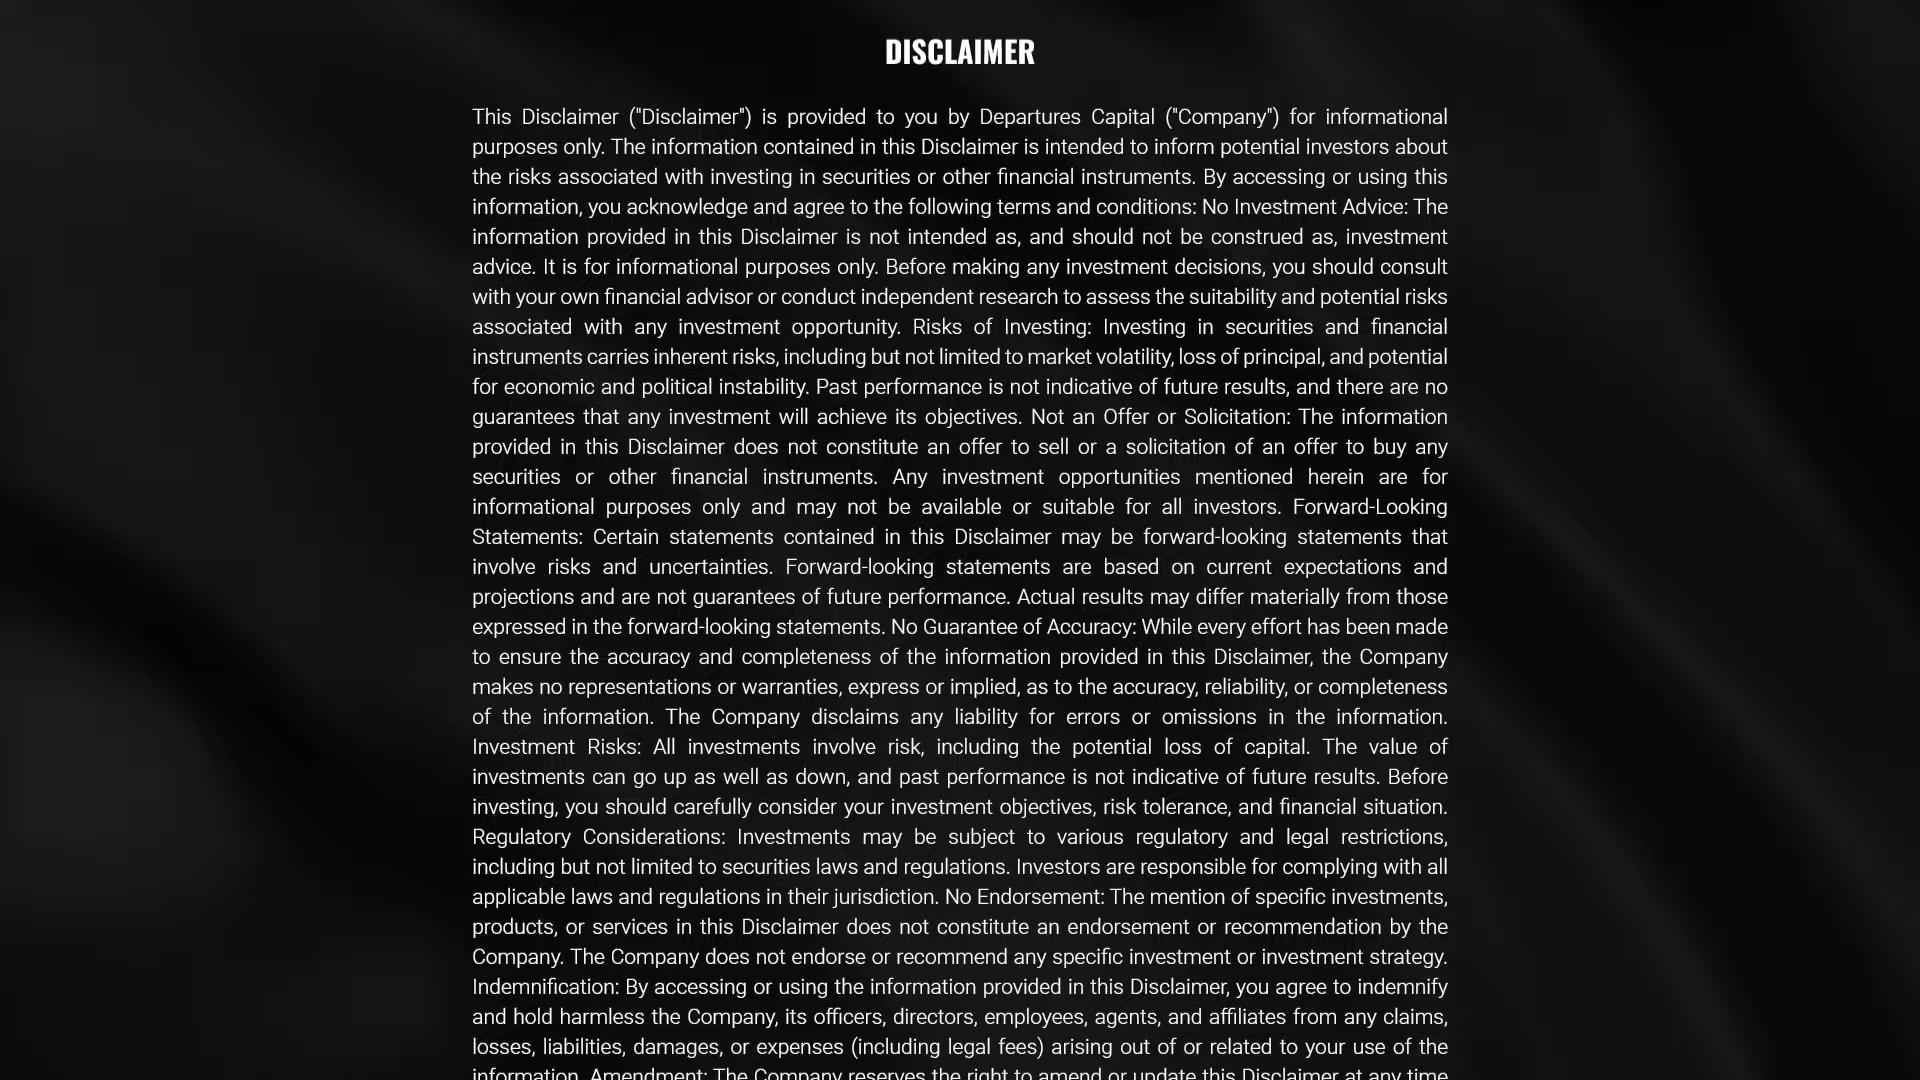 DISCLAIMER
This Disclaimer ("Disclaimer") is provided to you by Departures Capital ("Company") for informational
purposes only. The information contained in this Disclaimer is intended to inform potential investors about
the risks associated with investing in securities or other financial instruments. By accessing or using this
information, you acknowledge and agree to the following terms and conditions: No Investment Advice: The
information provided in this Disclaimer is not intended as, and should not be construed as, investment
advice. It is for informational purposes only. Before making any investment decisions, you should consult
with your own financial advisor or conduct independent research to assess the suitability and potential risks
associated with any investment opportunity. Risks of Investing: Investing in securities and financial
instruments carries inherent risks, including but not limited to market volatility, loss of principal, and potential
for economic and political instability. Past performance is not indicative of future results, and there are no
guarantees that any investment will achieve its objectives. Not an Offer or Solicitation: The information
provided in this Disclaimer does not constitute an offer to sell or a solicitation of an offer to buy any
securities or other financial instruments. Any investment opportunities mentioned herein are for
informational purposes only and may not be available or suitable for all investors. Forward-Looking
Statements: Certain statements contained in this Disclaimer may be forward-looking statements that
involve risks and uncertainties. Forward-looking statements are based on current expectations and
projections and are not guarantees of future performance. Actual results may differ materially from those
expressed in the forward-looking statements. No Guarantee of Accuracy: While every effort has been made
to ensure the accuracy and completeness of the information provided in this Disclaimer, the Company
makes no representations or warranties, express or implied, as to the accuracy, reliability, or completeness
of the information. The Company disclaims any liability for errors or omissions in the information.
Investment Risks: All investments involve risk, including the potential loss of capital. The value of
investments can go up as well as down, and past performance is not indicative of future results. Before
investing, you should carefully consider your investment objectives, risk tolerance, and financial situation.
Regulatory Considerations: Investments may be subject to various regulatory and legal restrictions,
including but not limited to securities laws and regulations. Investors are responsible for complying with all
applicable laws and regulations in their jurisdiction. No Endorsement: The mention of specific investments,
products, or services in this Disclaimer does not constitute an endorsement or recommendation by the
Company. The Company does not endorse or recommend any specific investment or investment strategy.
Indemnification: By accessing or using the information provided in this Disclaimer, you agree to indemnify
and hold harmless the Company, its officers, directors, employees, agents, and affiliates from any claims,
losses, liabilities, damages, or expenses (including legal fees) arising out of or related to your use of the
information. Amendment: The Company reserves the right to amend or update this Disclaimer at any time